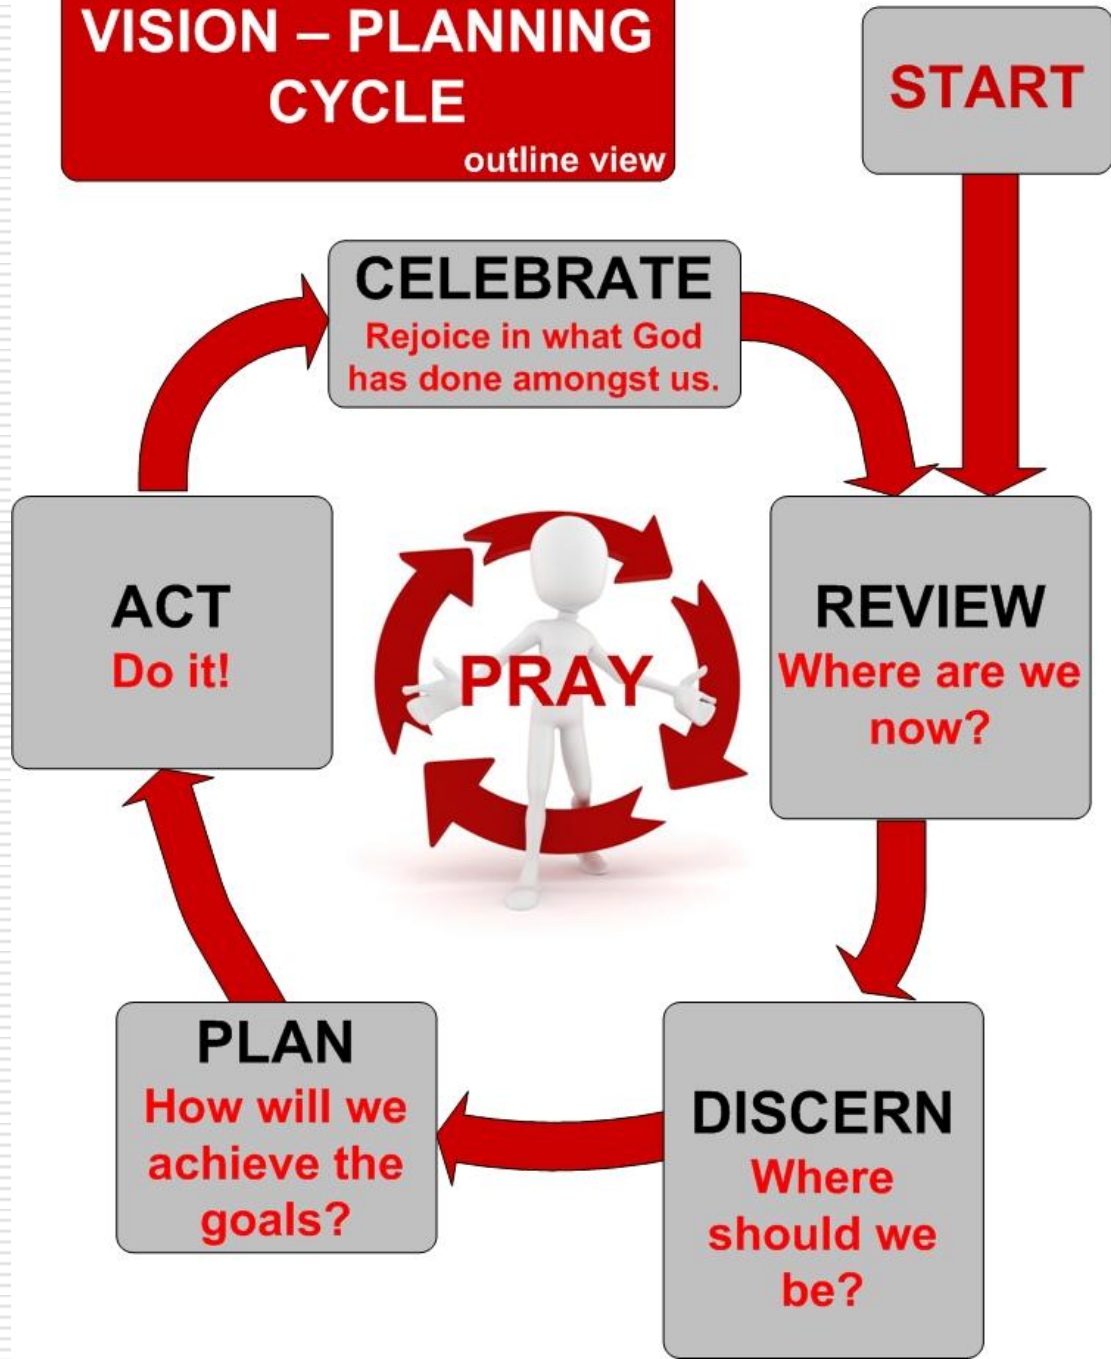 VISION – PLANNING
CYCLE
outline view
START
CELEBRATE
Rejoice in what God
has done amongst us.
ACT
Do it!
PRAY
REVIEW
Where are we
now?
PLAN
How will we
achieve the
goals?
DISCERN
Where
should we
be?